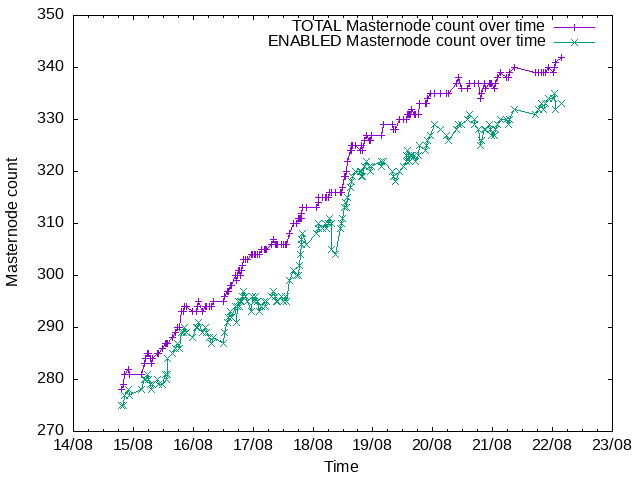 TOTAL Masternode count over time
ENABLED Masternode count over time
Masternode count
350
340
330
320
310
300
290
280
270
14/08 15/08 16/08 17/08 18/08 19/08 20/08 21/08 22/08 23/08
Time